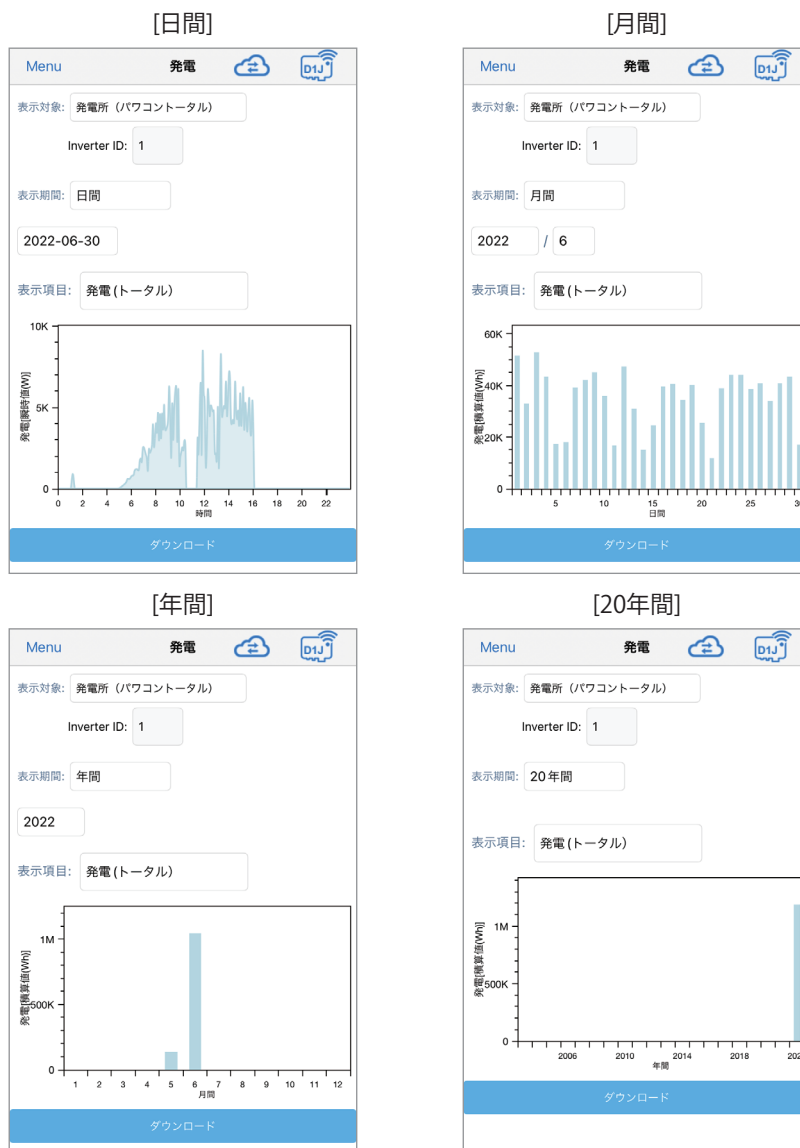 [日間]
Menu 発電 D1J
表示対象: 発電所（パワコントータル）
Inverter ID: 1
表示期間: 日間
2022-06-30
表示項目: 発電 (トータル）
10K
5K
0
発電[瞬時値(W)]
0 2 4 6 8 10 12 14 16 18 20 22
時間
ダウンロード
[月間]
Menu 発電 D1J
表示対象: 発電所（パワコントータル）
Inverter ID: 1
表示期間: 月間
2022 / 6
表示項目: 発電 (トータル）
60K
40K
20K
0
発電[積算値(Wh)]
5 10 15 20 25 30
日間
ダウンロード
[年間]
Menu 発電 D1J
表示対象: 発電所（パワコントータル）
Inverter ID: 1
表示期間: 年間
2022
表示項目: 発電 (トータル）
1M
500K
0
発電[積算値(Wh)]
1 2 3 4 5 6 7 8 9 10 11 12
月間
ダウンロード
[20年間]
Menu 発電 D1J
表示対象: 発電所（パワコントータル）
Inverter ID: 1
表示期間: 20年間
表示項目: 発電 (トータル）
1M
500K
0
発電[積算値(Wh)]
2006 2010 2014 2018 202
年間
ダウンロード